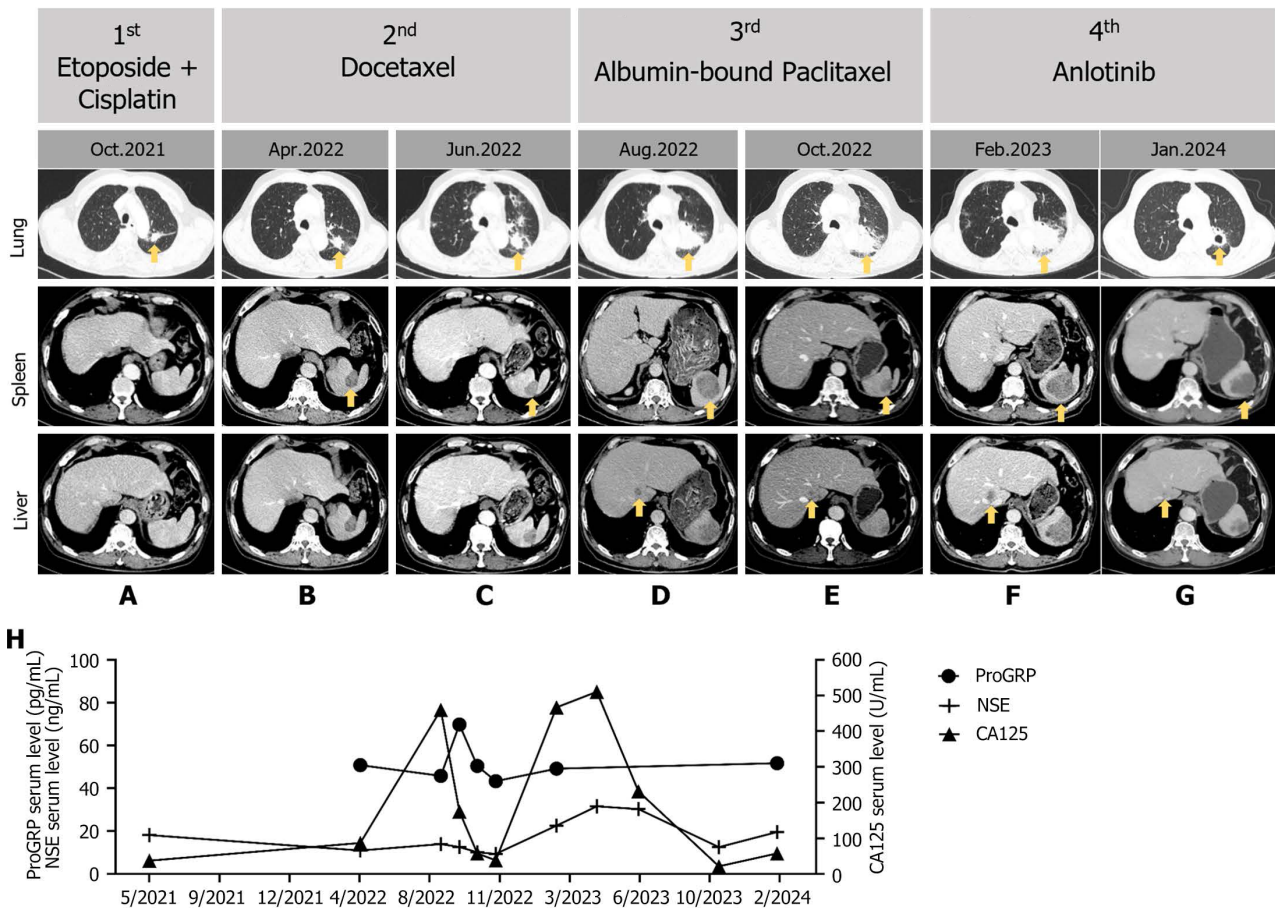 1st
Etoposide +
Cisplatin
2nd
Docetaxel
3rd
Albumin-bound Paclitaxel
4th
Anlotinib
Oct.2021
Apr.2022
Jun.2022
Aug.2022
Oct.2022
Feb.2023
Jan.2024
Lung
Spleen
Liver
A
B
C
D
E
F
G
H
ProGRP serum level (pg/mL)
NSE serum level (ng/mL)
100
80
60
40
20
0
600
500
400
300
200
100
0
CA125 serum level (U/mL)
5/2021
9/2021
12/2021
4/2022
8/2022
11/2022
3/2023
6/2023
10/2023
2/2024
ProGRP
NSE
CA125